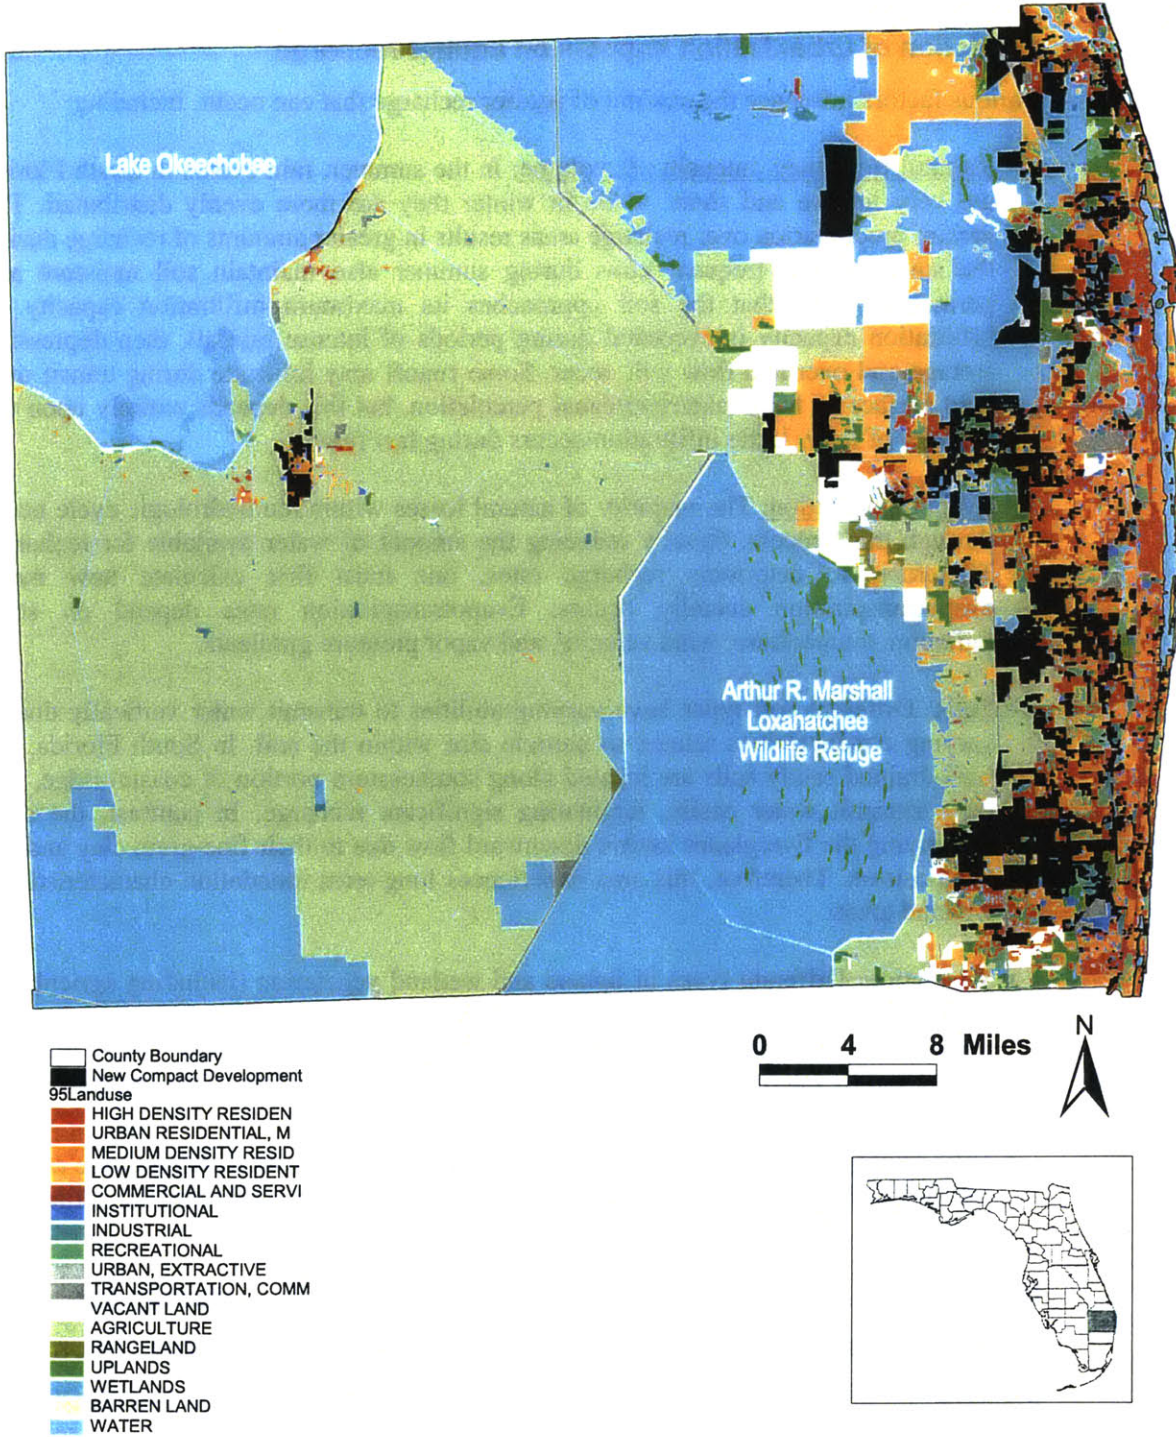 Lake Okeechobee
Arthur R. Marshall
Loxahatchee
Wildlife Refuge
0 4 8 Miles
N
County Boundary
New Compact Development
95Landuse
HIGH DENSITY RESIDEN
URBAN RESIDENTIAL, M
MEDIUM DENSITY RESID
LOW DENSITY RESIDENT
COMMERCIAL AND SERVI
INSTITUTIONAL
INDUSTRIAL
RECREATIONAL
URBAN, EXTRACTIVE
TRANSPORTATION, COMM
VACANT LAND
AGRICULTURE
RANGELAND
UPLANDS
WETLANDS
BARREN LAND
WATER